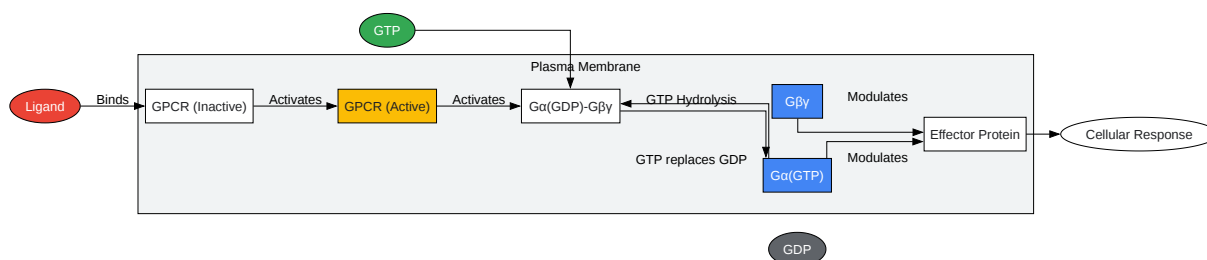 GTP
Plasma Membrane
Ligand
Binds
GPCR (Inactive)
Activates
GPCR (Active)
Activates
Gα(GDP)-Gβγ
GTP Hydrolysis
Gβγ
Modulates
Effector Protein
Cellular Response
GTP replaces GDP
Gα(GTP)
Modulates
GDP